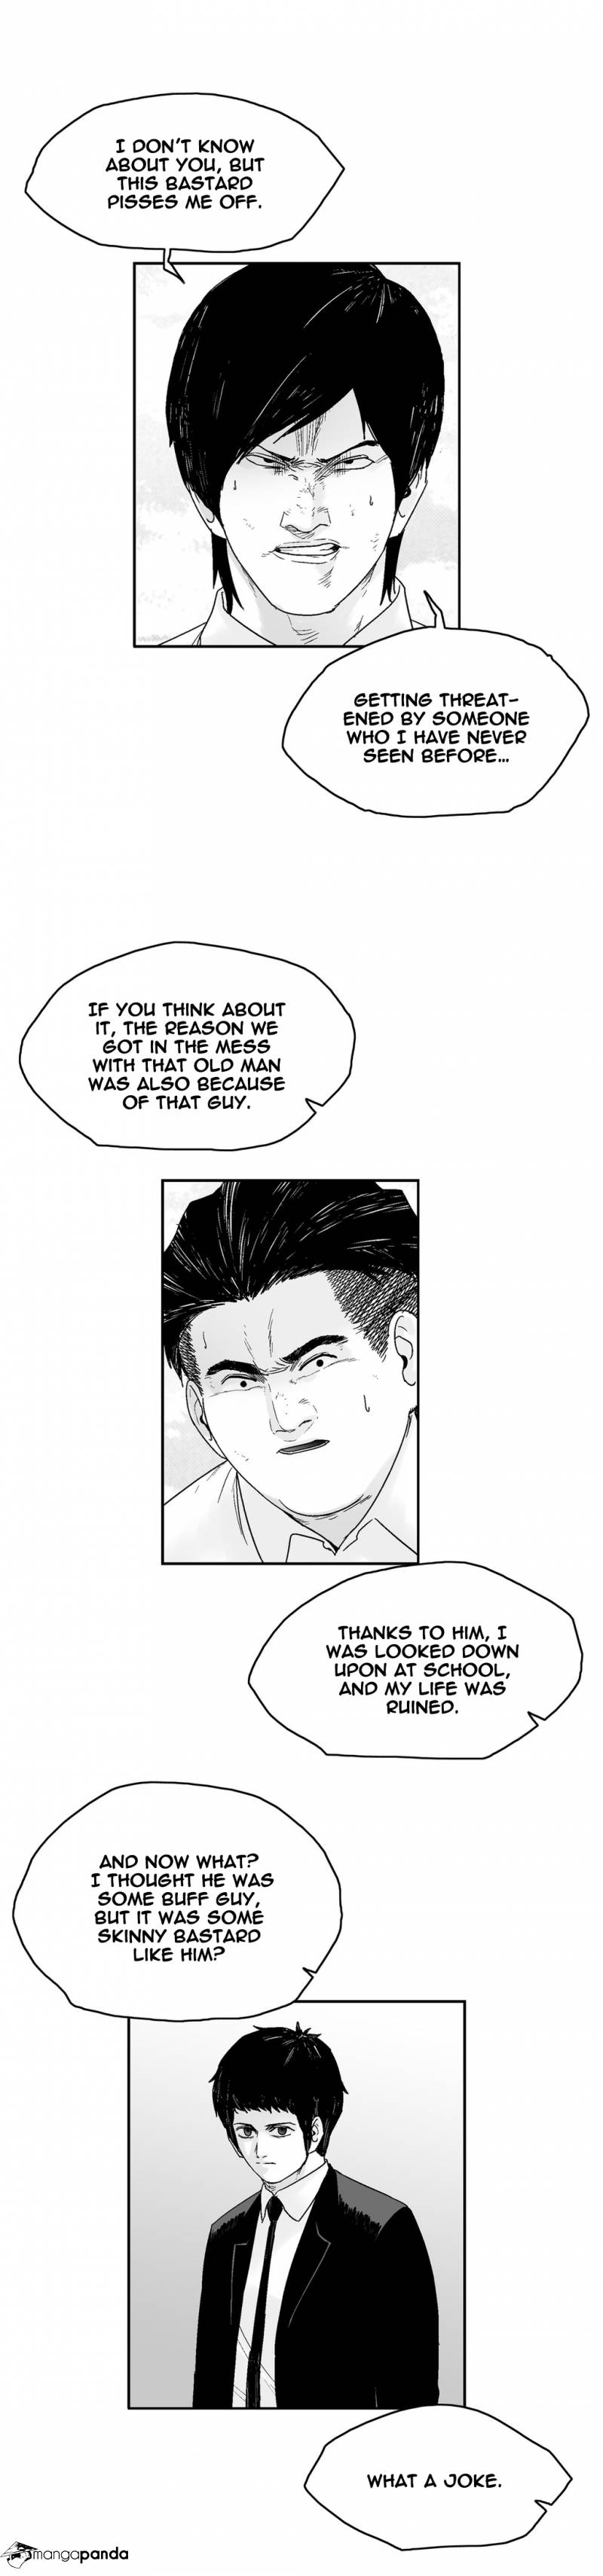 I DON'T KNOW
ABOUT YOU, BUT
THIS BASTARD
PISSES ME OFF.
GETTING THREAT-
ENED BY SOMEONE
WHO I HAVE NEVER
SEEN BEFORE...
IF YOU THINK ABOUT
IT, THE REASON WE
GOT IN THE MESS
WITH THAT OLD MAN
WAS ALSO BECAUSE
OF THAT GUY.
THANKS TO HIM, I
WAS LOOKED DOWN
UPON AT SCHOOL,
AND MY LIFE WAS
RUINED.
AND NOW WHAT?
I THOUGHT HE WAS
SOME BUFF GUY,
BUT IT WAS SOME
SKINNY BASTARD
LIKE HIM?
WHAT A JOKE.
mangapanda